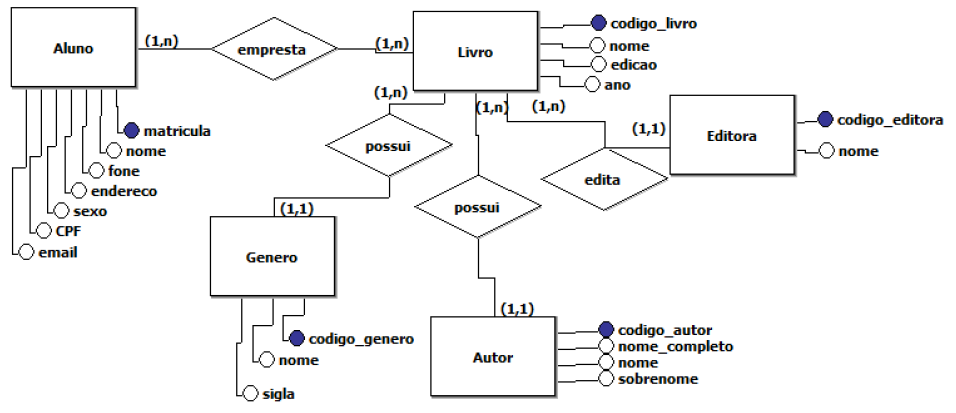 Aluno
(1,n)
empresta
(1,n)
Livro
codigo_livro
nome
edicao
ano
matricula
nome
fone
endereco
sexo
CPF
email
(1,n)
possui
(1,1)
Genero
codigo_genero
nome
sigla
(1,n)
possui
(1,1)
Autor
codigo_autor
nome_completo
nome
sobrenome
(1,n)
edita
(1,1)
Editora
codigo_editora
nome